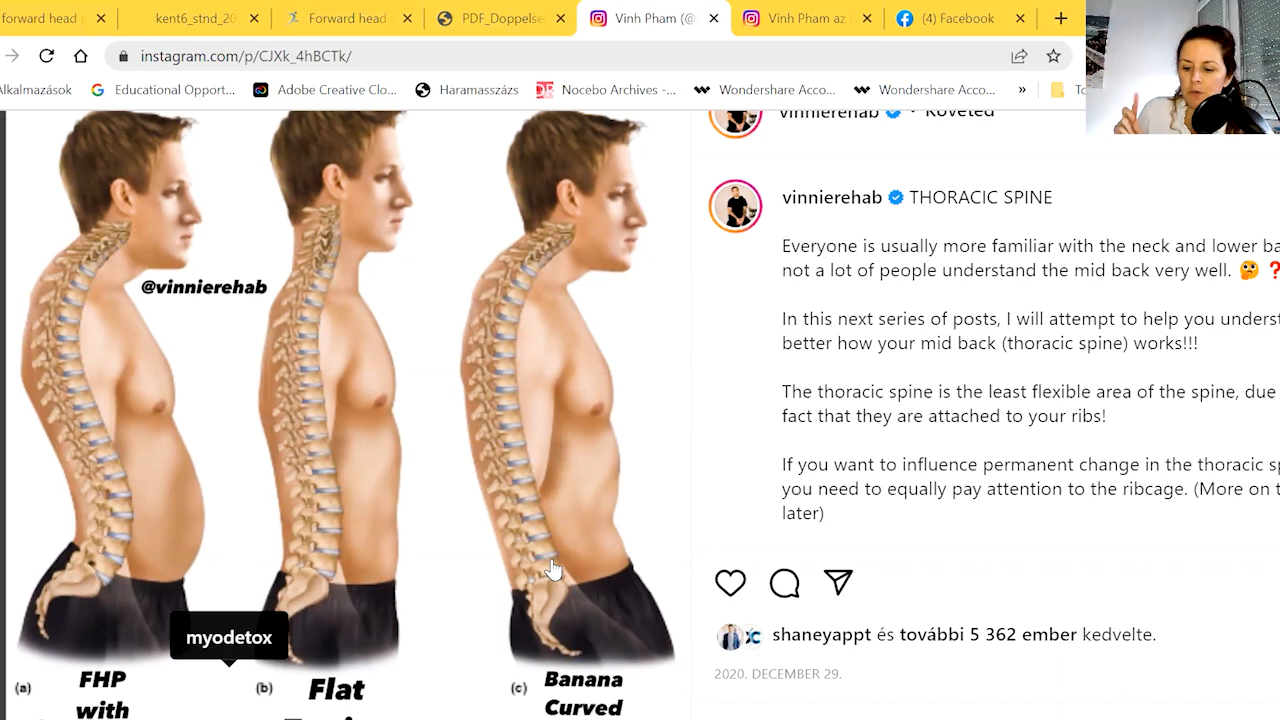 forward head
kent6_stnd_20
Forward head
PDF_Doppelse
Vinh Pham (@
Vinh Pham az
(4) Facebook
instagram.com/p/CJXk_4hBCTk/
Alkalmazások
Educational Opport...
Adobe Creative Clo...
Haramasszázs
Nocebo Archives -...
Wondershare Acco...
Wondershare Acco...
»
vinnierehab • Követed
vinnierehab THORACIC SPINE
Everyone is usually more familiar with the neck and lower ba
not a lot of people understand the mid back very well.
In this next series of posts, I will attempt to help you underst
better how your mid back (thoracic spine) works!!!
The thoracic spine is the least flexible area of the spine, due
fact that they are attached to your ribs!
If you want to influence permanent change in the thoracic sp
you need to equally pay attention to the ribcage. (More on t
later)
shaneyappt és további 5 362 ember kedvelte.
2020. DECEMBER 29.
@vinnierehab
myodetox
(a) FHP
with
(b) Flat
(c) Banana
Curved